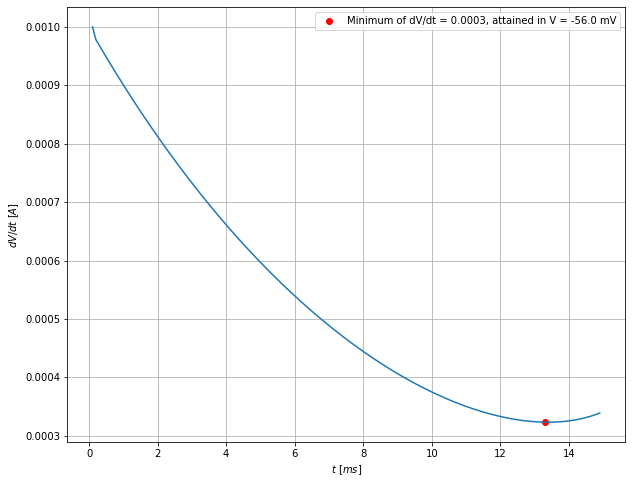 Minimum of dV/dt = 0.0003, attained in V = -56.0 mV
0.0010
0.0009
0.0008
0.0007
0.0006
0.0005
0.0004
0.0003
dV/dt [A]
0 2 4 6 8 10 12 14
t [ms]